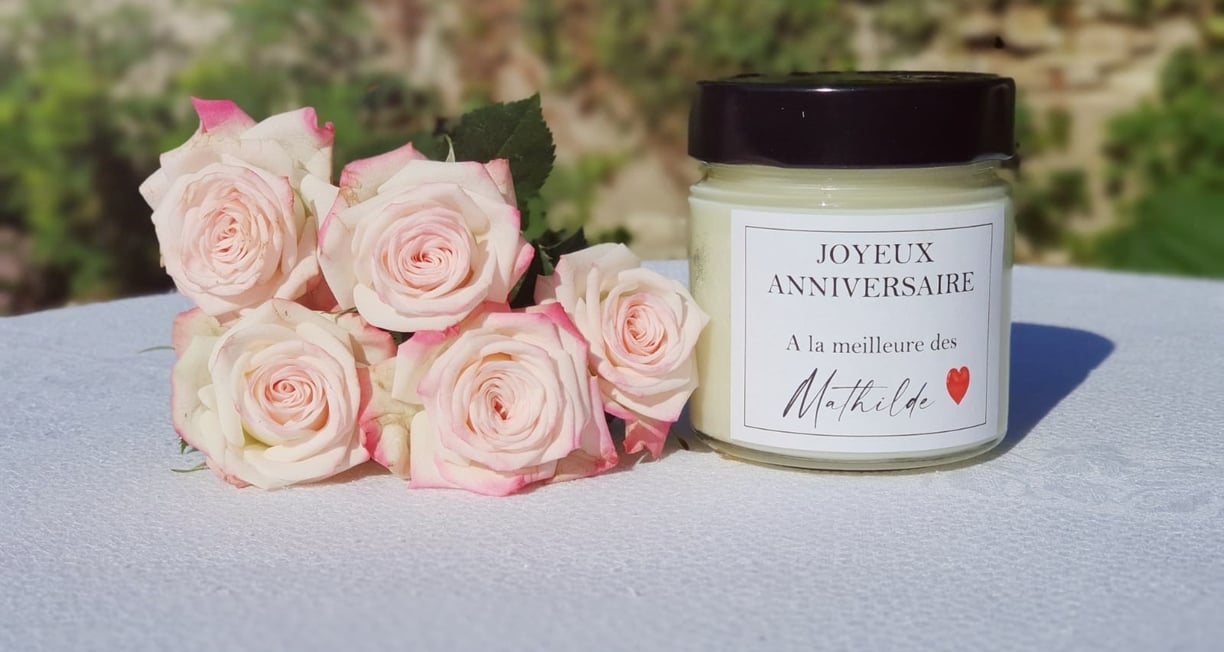 JOYEUX
ANNIVERSAIRE
A la meilleure des
Mathilde